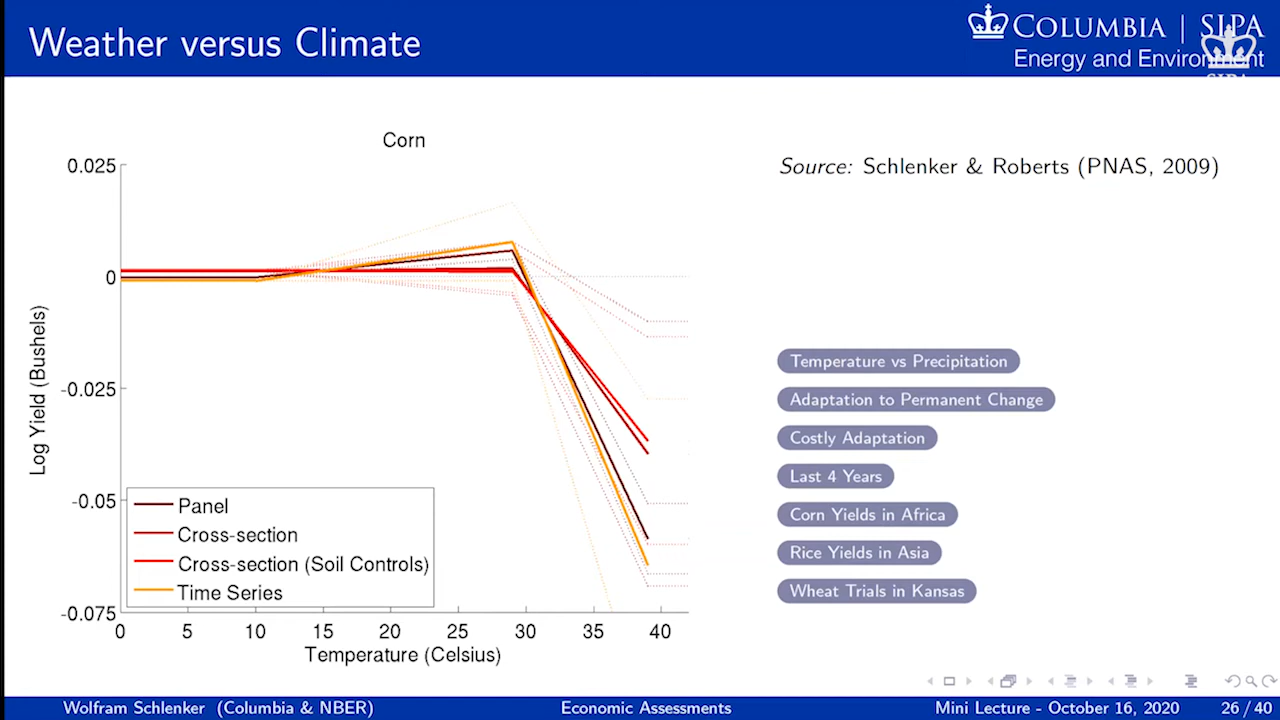 Weather versus Climate
COLUMBIA | SIPA
Energy and Environment
SIPA
Corn
Source: Schlenker & Roberts (PNAS, 2009)
0.025
0
-0.025
-0.05
-0.075
Log Yield (Bushels)
Panel
Cross-section
Cross-section (Soil Controls)
Time Series
0 5 10 15 20 25 30 35 40
Temperature (Celsius)
Temperature vs Precipitation
Adaptation to Permanent Change
Costly Adaptation
Last 4 Years
Corn Yields in Africa
Rice Yields in Asia
Wheat Trials in Kansas
Wolfram Schlenker (Columbia & NBER) Economic Assessments Mini Lecture - October 16, 2020 26 / 40